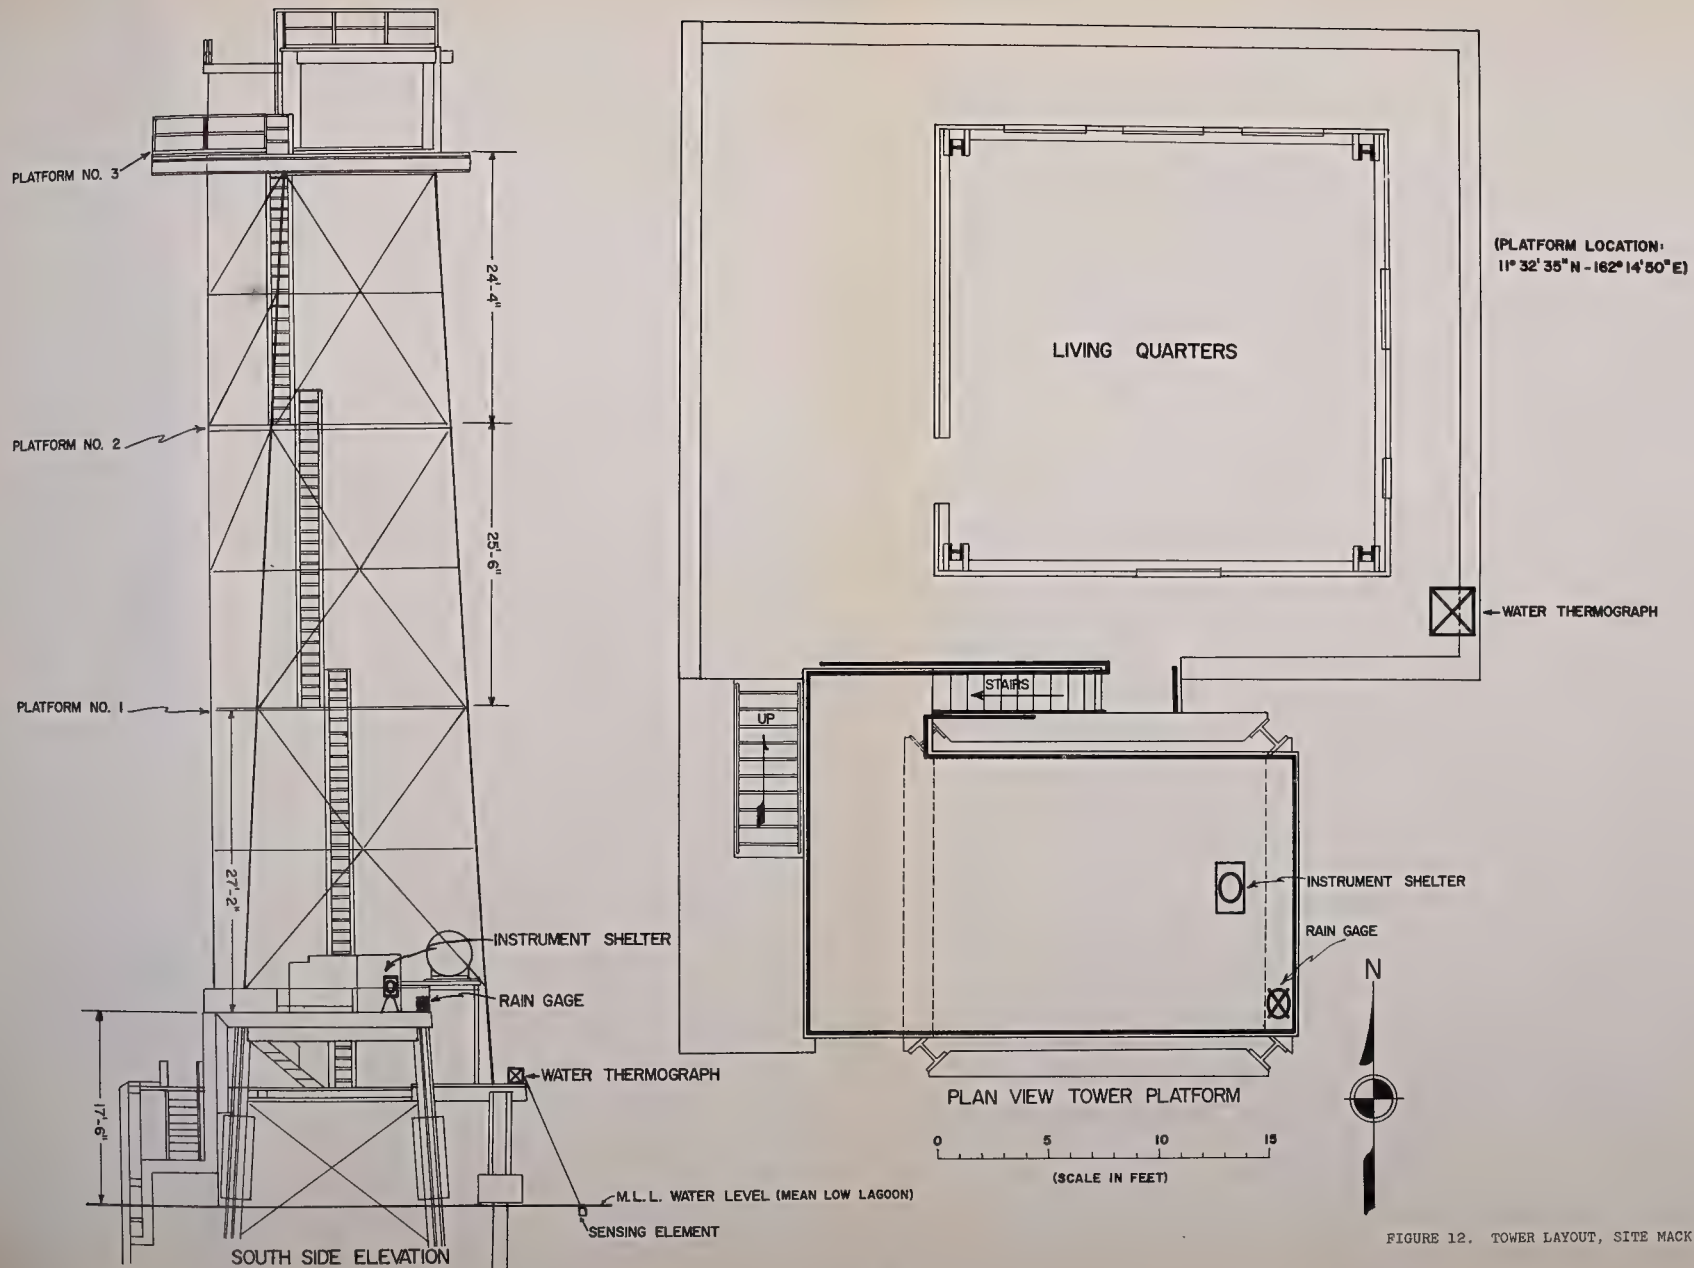 PLATFORM NO. 3
24'-4"
PLATFORM NO. 2
25'-6"
PLATFORM NO. 1
27'-2"
INSTRUMENT SHELTER
RAIN GAGE
WATER THERMOGRAPH
17'-6"
M.L.L. WATER LEVEL (MEAN LOW LAGOON)
SENSING ELEMENT
SOUTH SIDE ELEVATION
(PLATFORM LOCATION:
11° 32' 35" N - 162° 14' 50" E)
LIVING QUARTERS
WATER THERMOGRAPH
STAIRS
UP
INSTRUMENT SHELTER
RAIN GAGE
N
PLAN VIEW TOWER PLATFORM
0 5 10 15
(SCALE IN FEET)
FIGURE 12. TOWER LAYOUT, SITE MACK